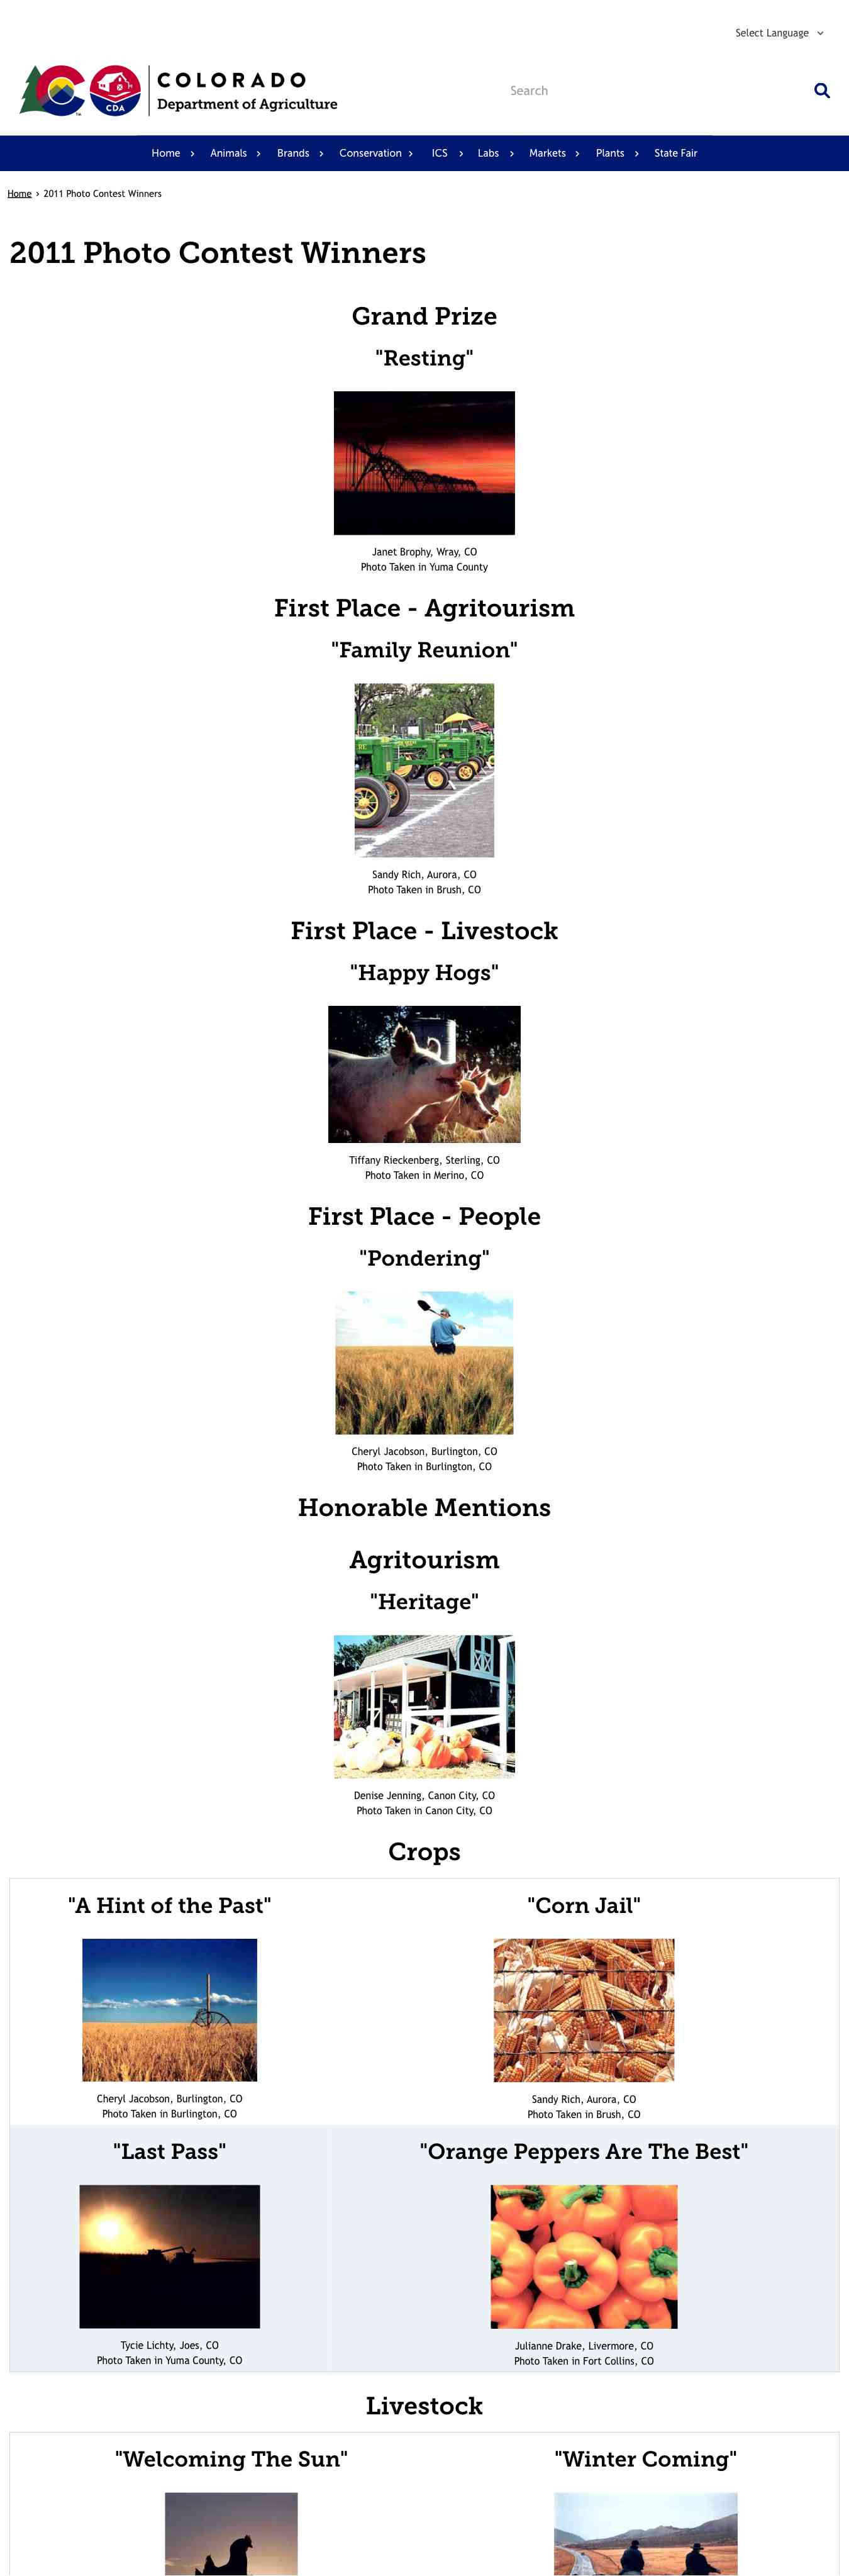 Select Language
COLORADO
Department of Agriculture
CDA
TM
Search
Home
Animals
Brands
Conservation
ICS
Labs
Markets
Plants
State Fair
Home › 2011 Photo Contest Winners
2011 Photo Contest Winners
Grand Prize
"Resting"
Janet Brophy, Wray, CO
Photo Taken in Yuma County
First Place - Agritourism
"Family Reunion"
Sandy Rich, Aurora, CO
Photo Taken in Brush, CO
First Place - Livestock
"Happy Hogs"
Tiffany Rieckenberg, Sterling, CO
Photo Taken in Merino, CO
First Place - People
"Pondering"
Cheryl Jacobson, Burlington, CO
Photo Taken in Burlington, CO
Honorable Mentions
Agritourism
"Heritage"
Denise Jenning, Canon City, CO
Photo Taken in Canon City, CO
Crops
"A Hint of the Past"
Cheryl Jacobson, Burlington, CO
Photo Taken in Burlington, CO
"Corn Jail"
Sandy Rich, Aurora, CO
Photo Taken in Brush, CO
"Last Pass"
Tycie Lichty, Joes, CO
Photo Taken in Yuma County, CO
"Orange Peppers Are The Best"
Julianne Drake, Livermore, CO
Photo Taken in Fort Collins, CO
Livestock
"Welcoming The Sun"
"Winter Coming"